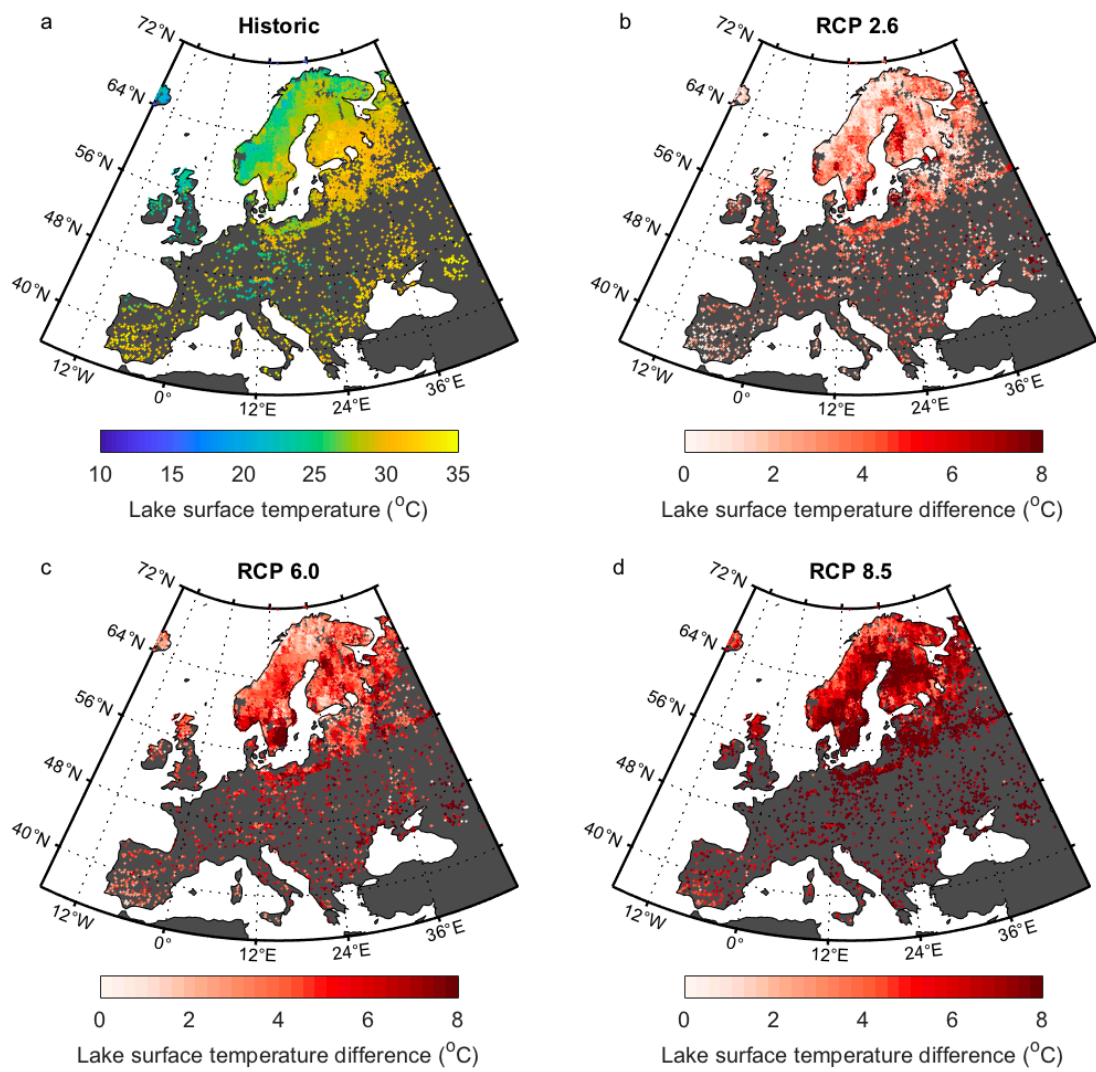 a
Historic
72°N
64°N
56°N
48°N
40°N
12°W
0°
12°E
24°E
36°E
10 15 20 25 30 35
Lake surface temperature (°C)
b
RCP 2.6
72°N
64°N
56°N
48°N
40°N
12°W
0°
12°E
24°E
36°E
0 2 4 6 8
Lake surface temperature difference (°C)
c
RCP 6.0
72°N
64°N
56°N
48°N
40°N
12°W
0°
12°E
24°E
36°E
0 2 4 6 8
Lake surface temperature difference (°C)
d
RCP 8.5
72°N
64°N
56°N
48°N
40°N
12°W
0°
12°E
24°E
36°E
0 2 4 6 8
Lake surface temperature difference (°C)